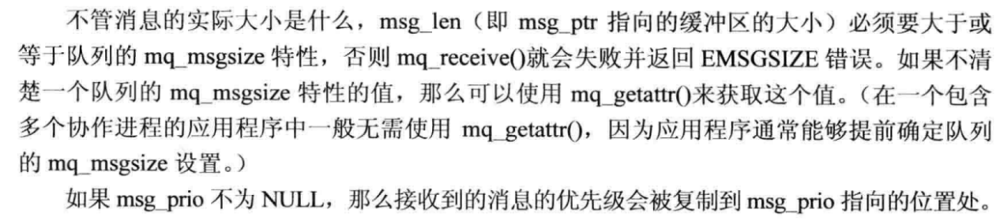 不管消息的实际大小是什么，msg_len（即 msg_ptr 指向的缓冲区的大小）必须要大于或
等于队列的 mq_msgsize 特性，否则 mq_receive()就会失败并返回 EMSGSIZE 错误。如果不清
楚一个队列的 mq_msgsize 特性的值，那么可以使用 mq_getattr()来获取这个值。（在一个包含
多个协作进程的应用程序中一般无需使用 mq_getattr()，因为应用程序通常能够提前确定队列
的 mq_msgsize 设置。）
如果 msg_prio 不为 NULL，那么接收到的消息的优先级会被复制到 msg_prio 指向的位置处。